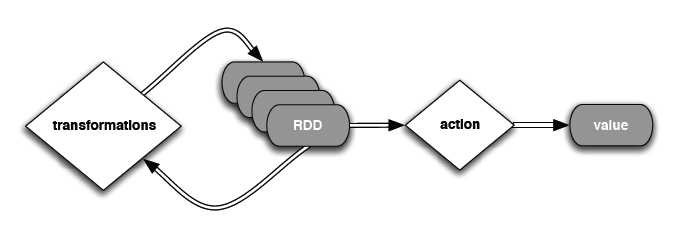 transformations
RDD
action
value